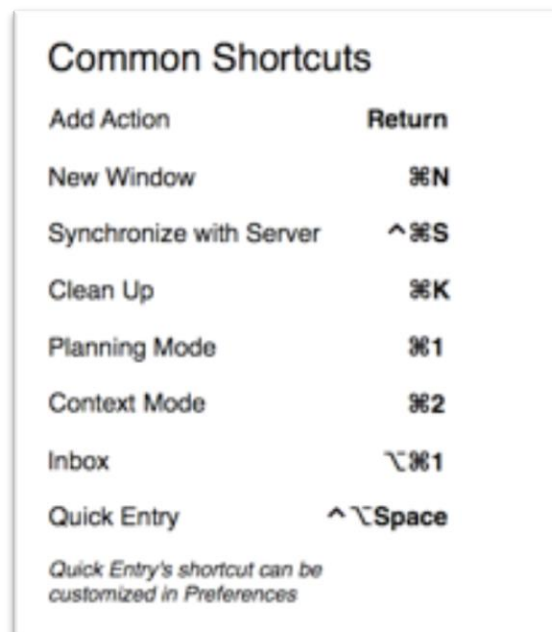 Common Shortcuts
Add Action Return
New Window ⌘N
Synchronize with Server ^⌘S
Clean Up ⌘K
Planning Mode ⌘1
Context Mode ⌘2
Inbox ⌥⌘1
Quick Entry ^⌥Space
Quick Entry's shortcut can be
customized in Preferences